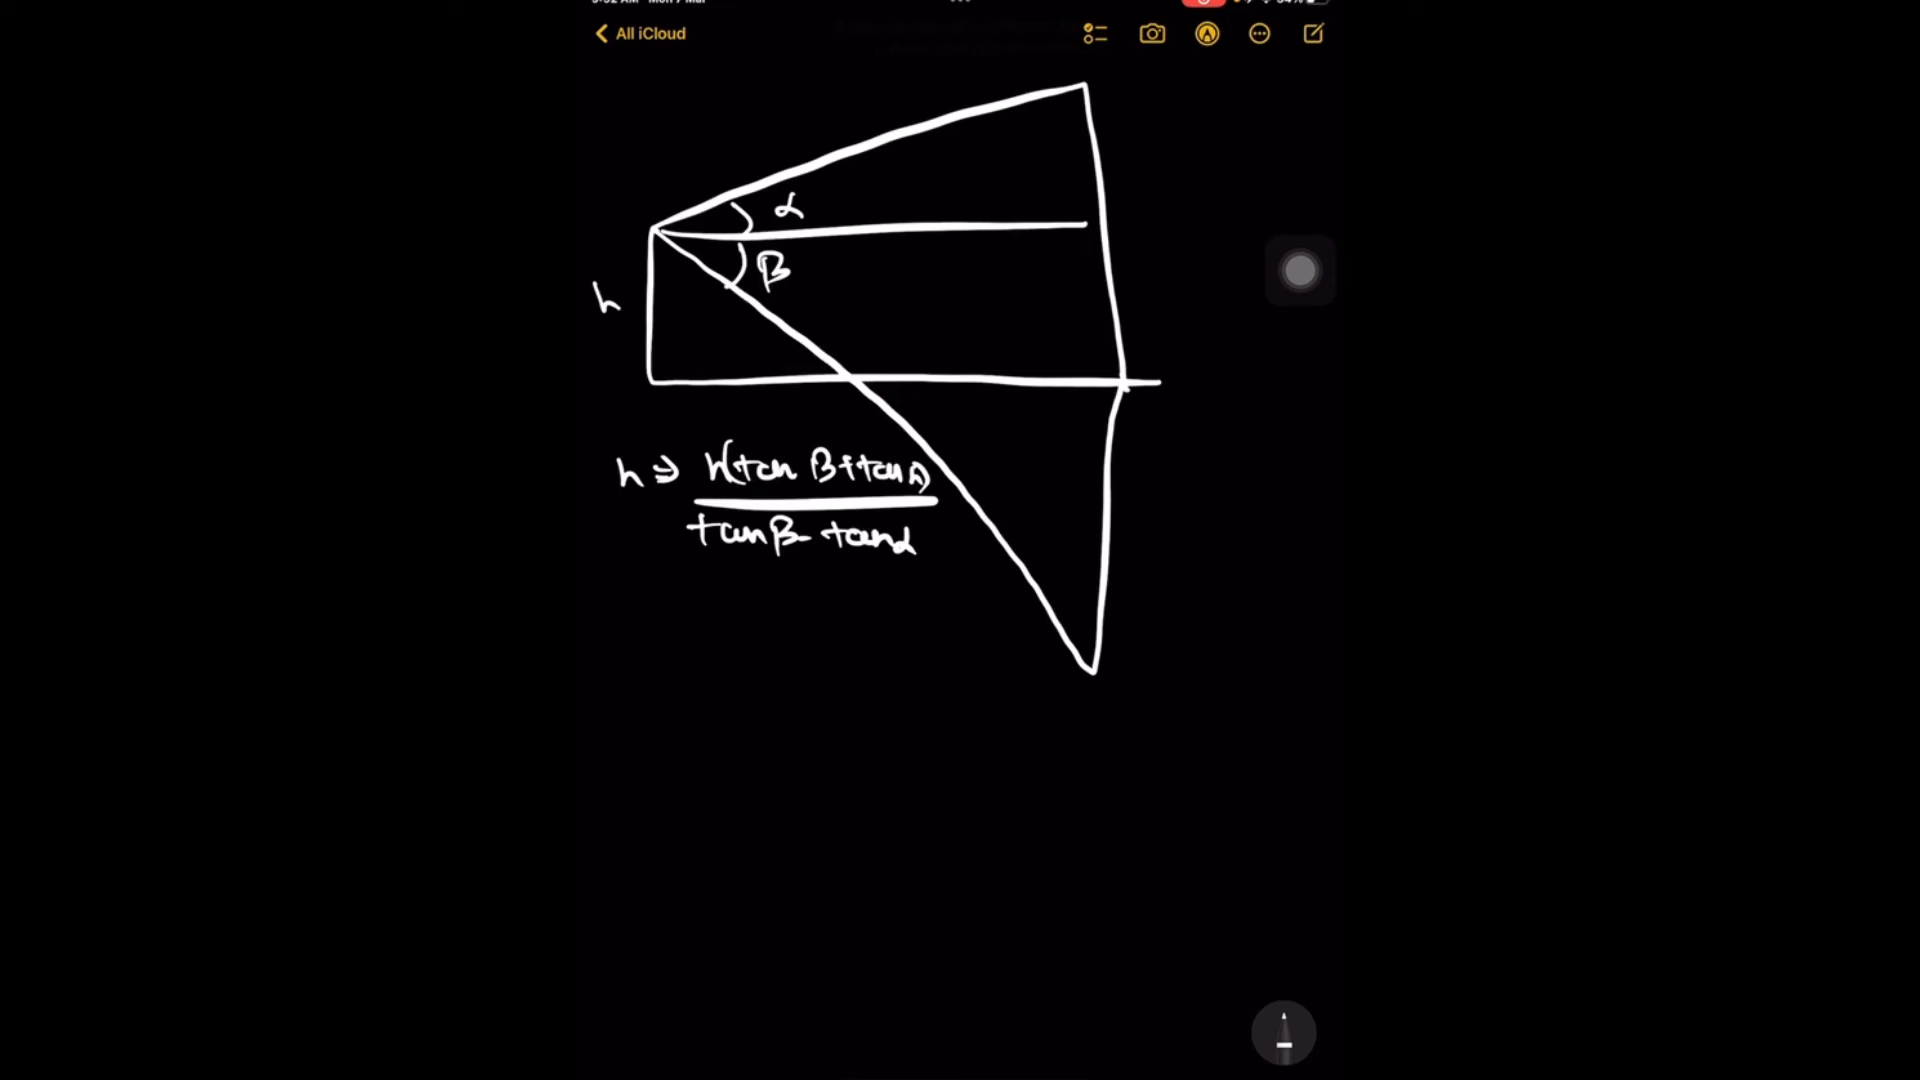 All iCloud
α
β
h
h ⇒ h(tan β + tan α)
tan β - tan α